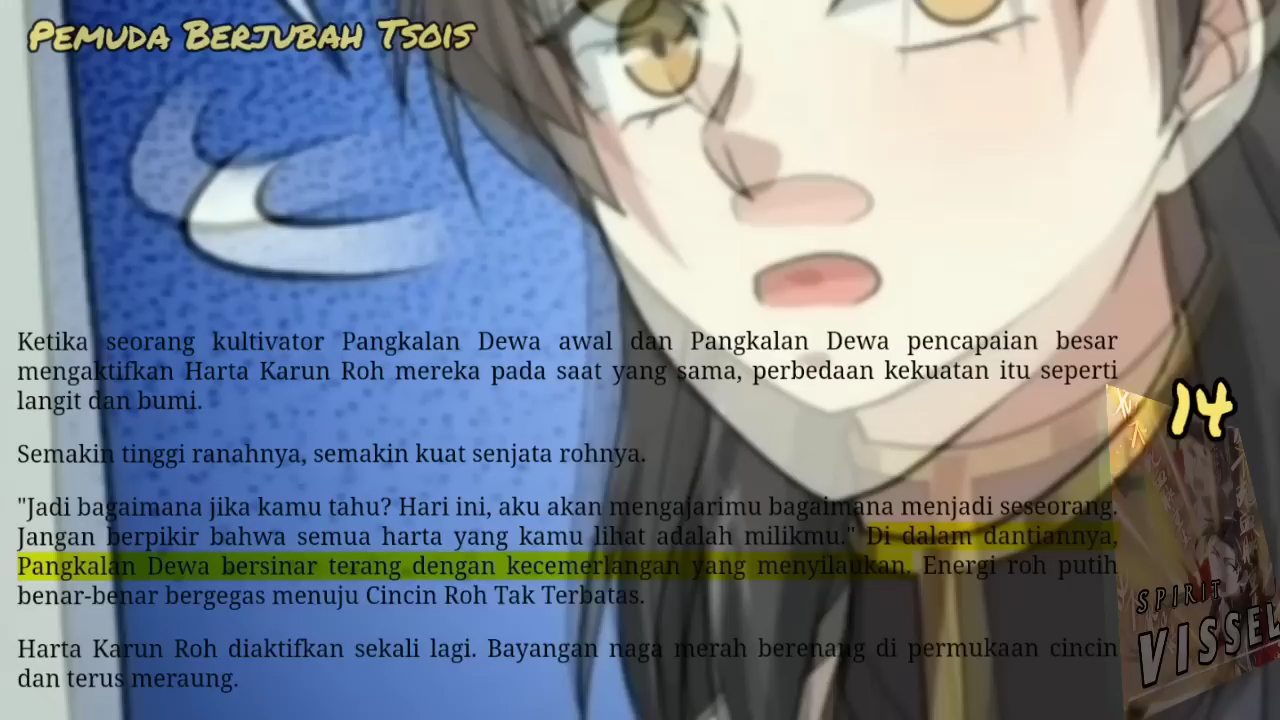 Pemuda Berjubah Tsois
Ketika seorang kultivator Pangkalan Dewa awal dan Pangkalan Dewa pencapaian besar
mengaktifkan Harta Karun Roh mereka pada saat yang sama, perbedaan kekuatan itu seperti
langit dan bumi.
Semakin tinggi ranahnya, semakin kuat senjata rohnya.
"Jadi bagaimana jika kamu tahu? Hari ini, aku akan mengajarimu bagaimana menjadi seseorang.
Jangan berpikir bahwa semua harta yang kamu lihat adalah milikmu." Di dalam dantiannya,
Pangkalan Dewa bersinar terang dengan kecemerlangan yang menyilaukan. Energi roh putih
benar-benar bergegas menuju Cincin Roh Tak Terbatas.
Harta Karun Roh diaktifkan sekali lagi. Bayangan naga merah berenang di permukaan cincin
dan terus meraung.
14
SPIRIT
VISSEL